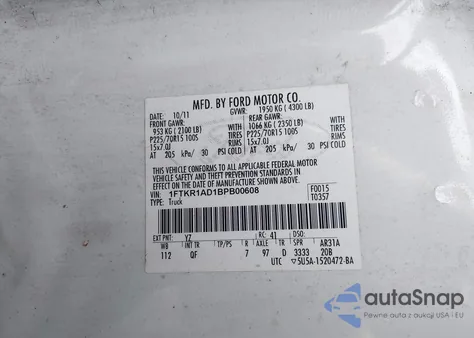 MFD. BY FORD MOTOR CO.
DATE: 10/11 GVWR: 1950 KG ( 4300 LB)
FRONT GAWR: REAR GAWR:
953 KG ( 2100 LB) WITH 1066 KG ( 2350 LB) WITH
P225/70R15 100S TIRES P225/70R15 100S TIRES
15x7.0J RIMS 15x7.0J RIMS
AT 205 kPa/ 30 PSI COLD AT 205 kPa/ 30 PSI COLD
THIS VEHICLE CONFORMS TO ALL APPLICABLE FEDERAL MOTOR
VEHICLE SAFETY AND THEFT PREVENTION STANDARDS IN
EFFECT ON THE DATE OF MANUFACTURE SHOWN ABOVE.
VIN: 1FTKR1AD1BPB00608 F0015
TYPE: Truck T0357
EXT PNT: YZ RC: 41
WB INT TR TP/PS R AXLE TR S AR31A
112 QF 7 97 D 3333 20B
UTC 5U5A-1520472-BA
autoSnap
Pewne auta z aukcji USA i EU